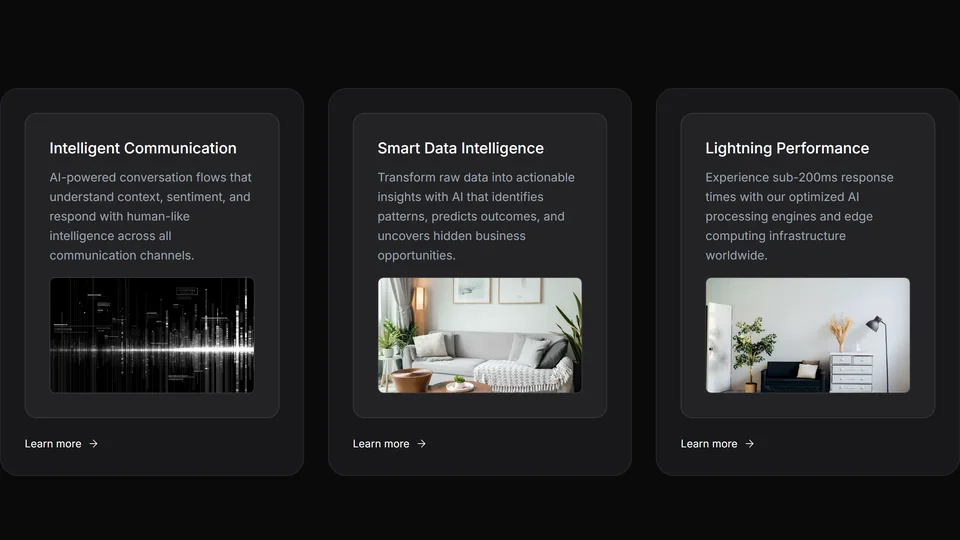 Intelligent Communication
AI-powered conversation flows that
understand context, sentiment, and
respond with human-like
intelligence across all
communication channels.
Learn more →
Smart Data Intelligence
Transform raw data into actionable
insights with AI that identifies
patterns, predicts outcomes, and
uncovers hidden business
opportunities.
Learn more →
Lightning Performance
Experience sub-200ms response
times with our optimized AI
processing engines and edge
computing infrastructure
worldwide.
Learn more →